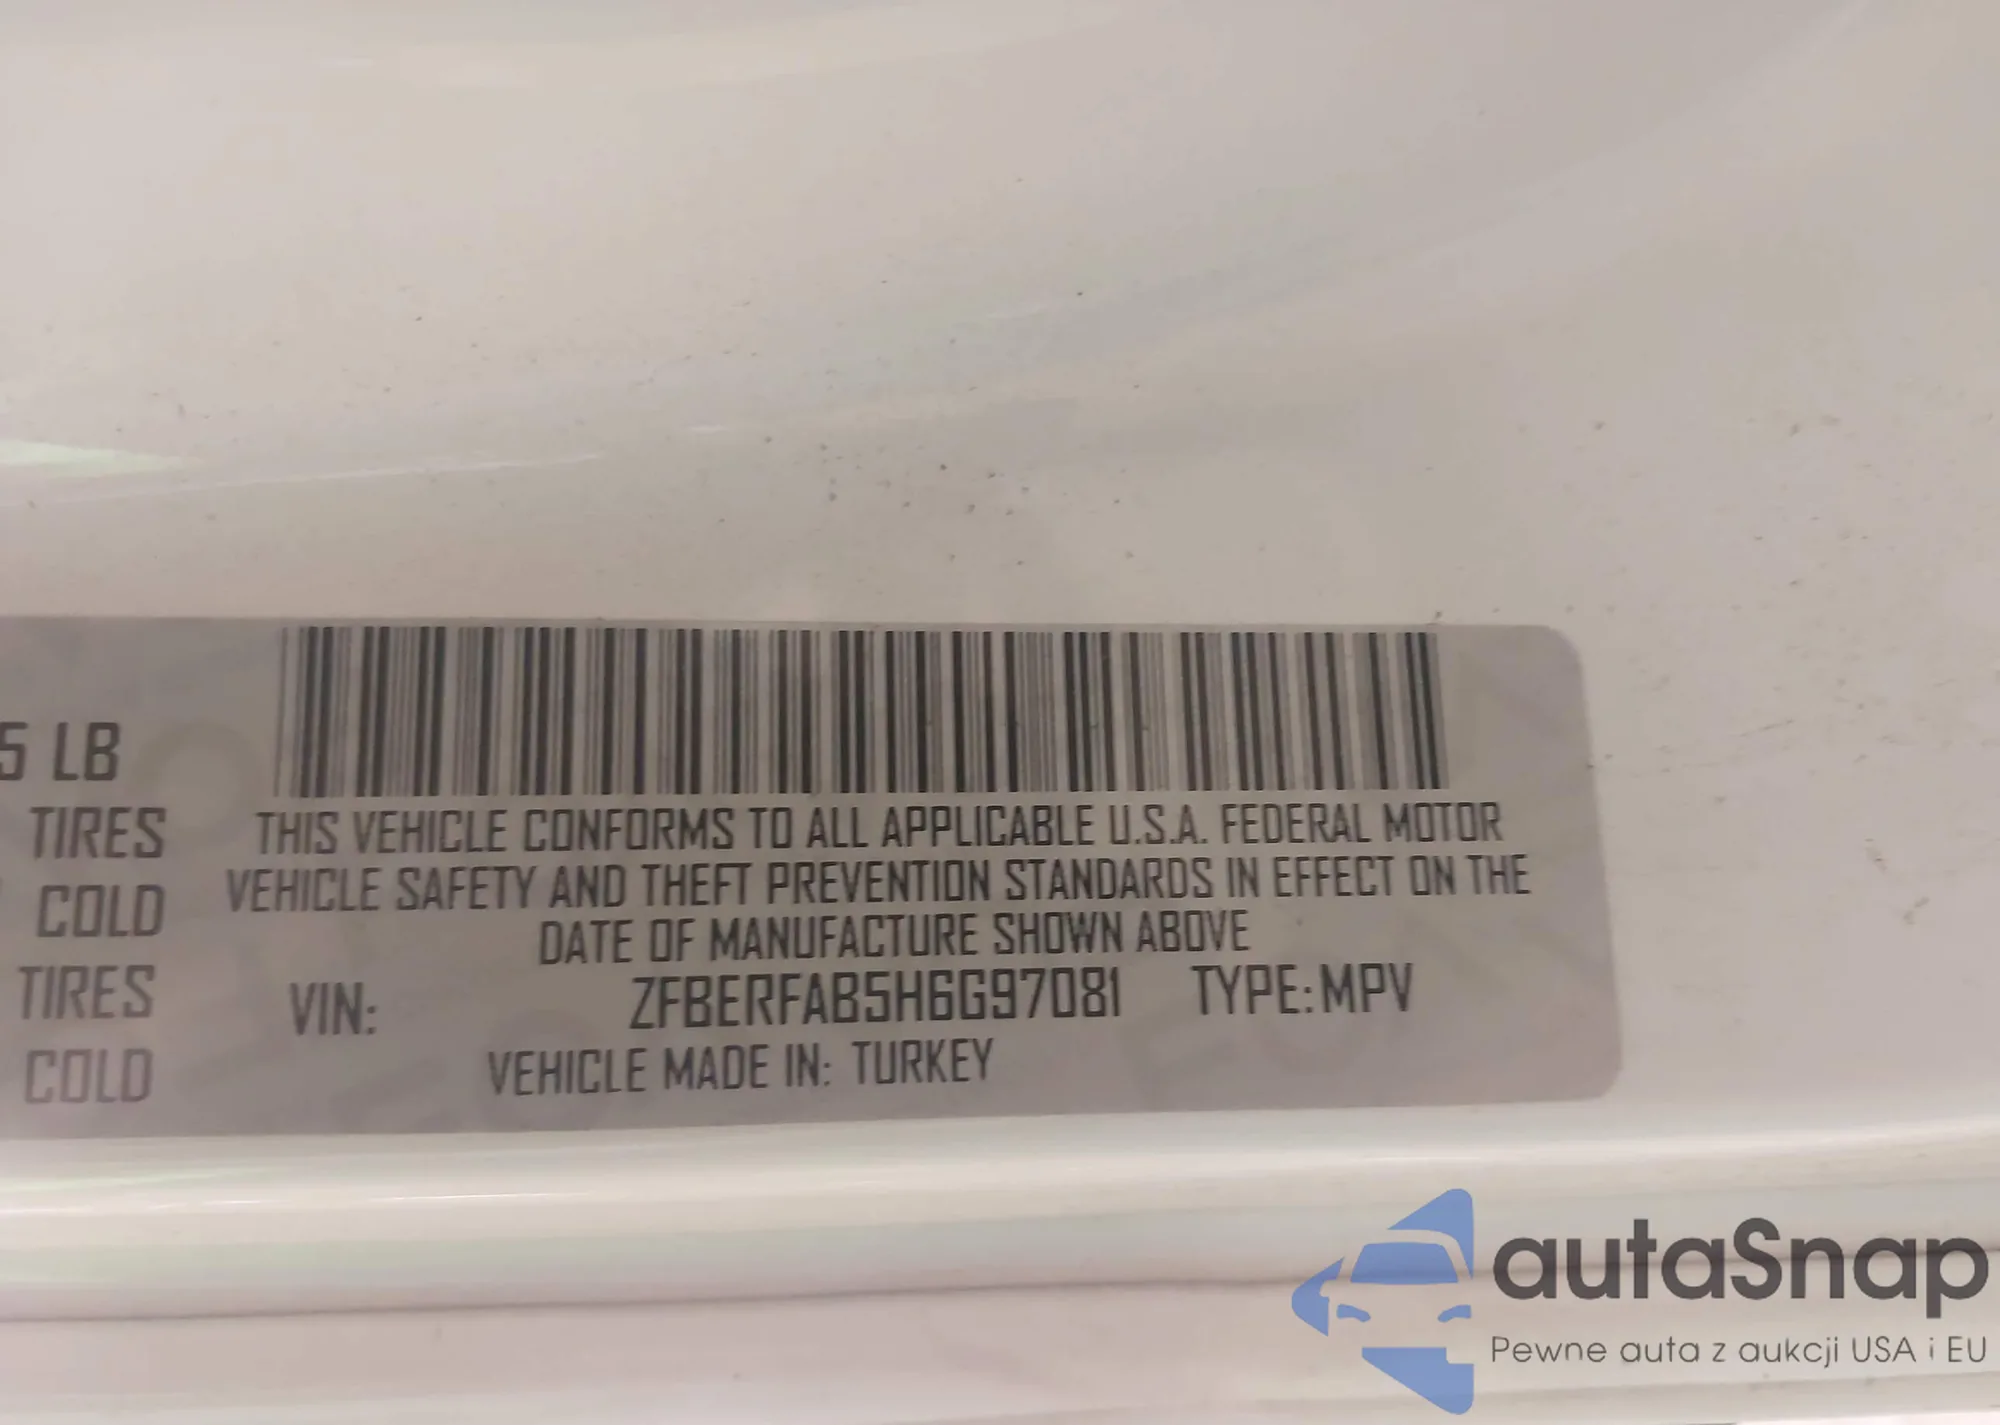 5 LB
TIRES
COLD
TIRES
COLD
THIS VEHICLE CONFORMS TO ALL APPLICABLE U.S.A. FEDERAL MOTOR
VEHICLE SAFETY AND THEFT PREVENTION STANDARDS IN EFFECT ON THE
DATE OF MANUFACTURE SHOWN ABOVE
VIN: ZFBERFAB5H6G97081 TYPE: MPV
VEHICLE MADE IN: TURKEY
autaSnap
Pewne auta z aukcji USA i EU